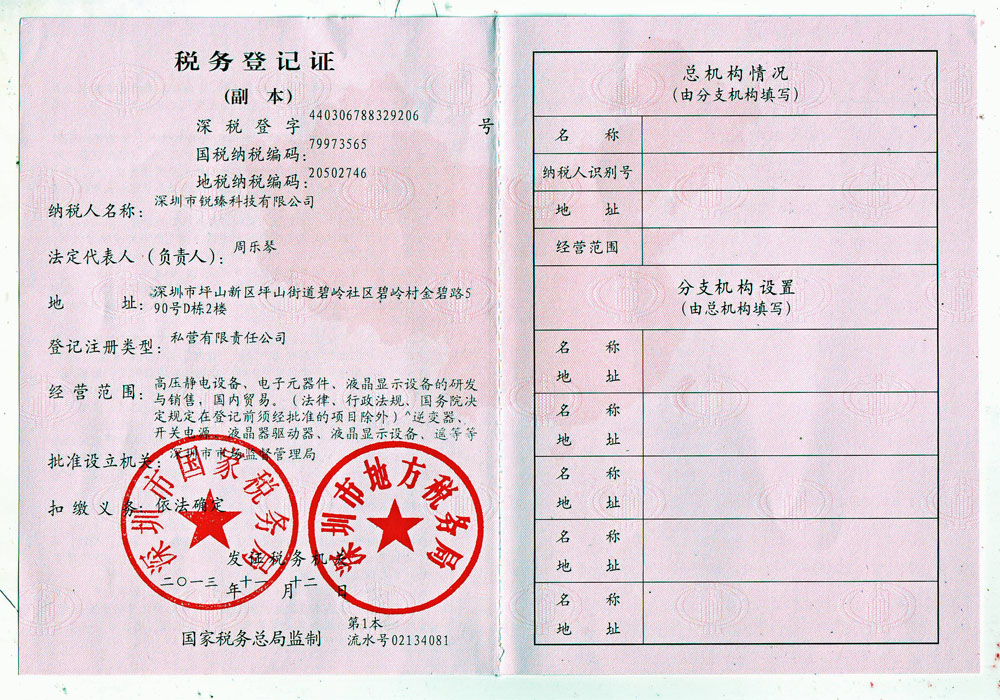 税务登记证
(副 本)
深税登字440306788329206号
国税纳税编码:79973565
地税纳税编码:20502746
纳税人名称:深圳市锐臻科技有限公司
法定代表人(负责人):周乐琴
地 址:深圳市坪山新区坪山街道碧岭社区碧岭村金碧路5
90号D栋2楼
登记注册类型:私营有限责任公司
经营范围:高压静电设备、电子元器件、液晶显示设备的研发
与销售,国内贸易。(法律、行政法规、国务院决
定规定在登记前须经批准的项目除外)^逆变器、
开关电源、液晶器驱动器、液晶显示设备、遥等等
批准设立机关:深圳市市场监督管理局
扣缴义务:依法确定
深圳市国家税务局
深圳市地方税务局
发证税务机关
二〇一三年十一月十二日
第1本
国家税务总局监制 流水号02134081
总机构情况
(由分支机构填写)
名 称
纳税人识别号
地 址
经营范围
分支机构设置
(由总机构填写)
名 称
地 址
名 称
地 址
名 称
地 址
名 称
地 址
名 称
地 址